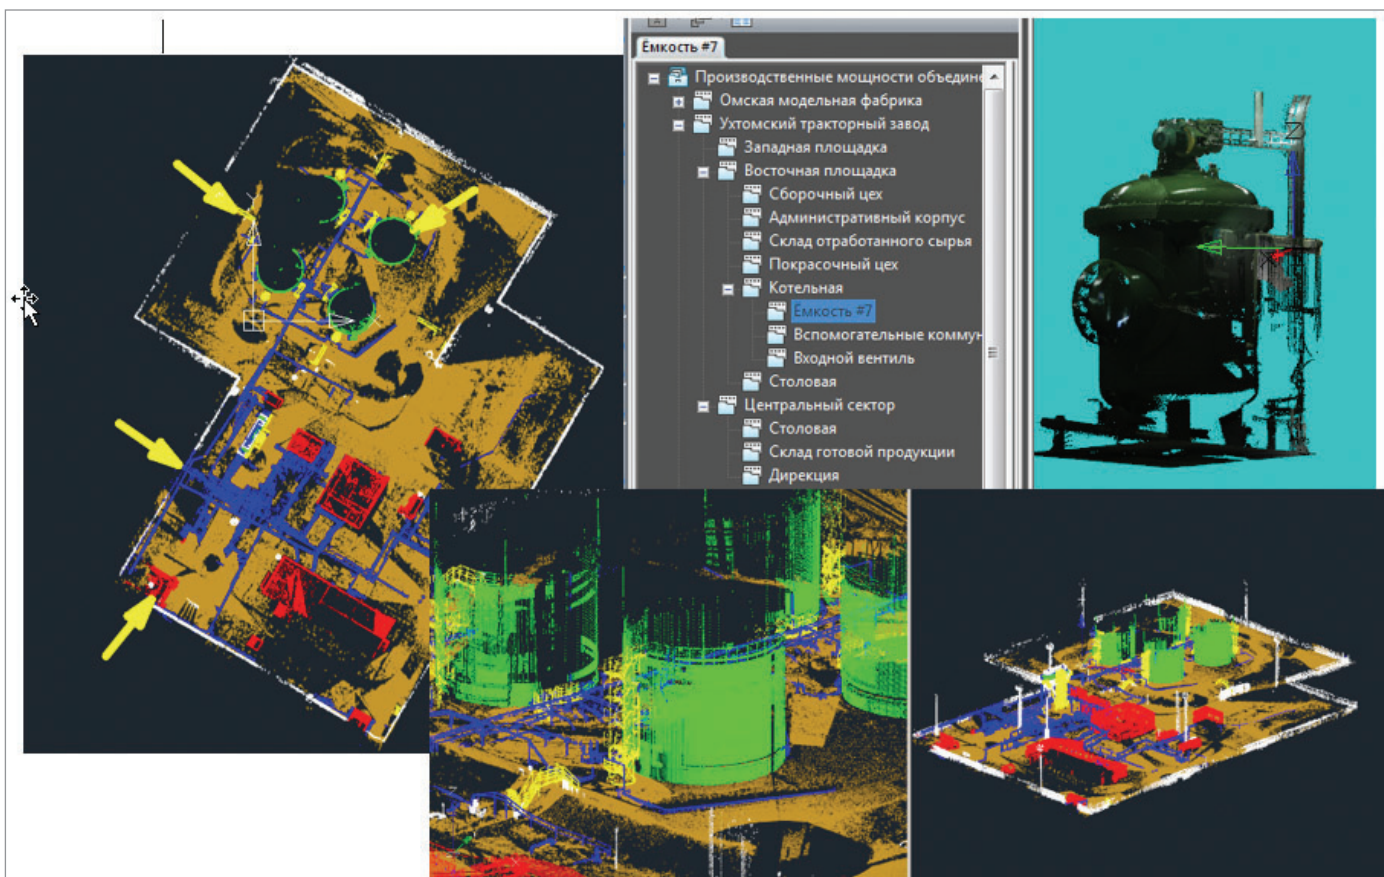 Ёмкость #7
Производственные мощности объедине
Омская модельная фабрика
Ухтомский тракторный завод
Западная площадка
Восточная площадка
Сборочный цех
Административный корпус
Склад отработанного сырья
Покрасочный цех
Котельная
Ёмкость #7
Вспомогательные коммун
Входной вентиль
Столовая
Центральный сектор
Столовая
Склад готовой продукции
Дирекция